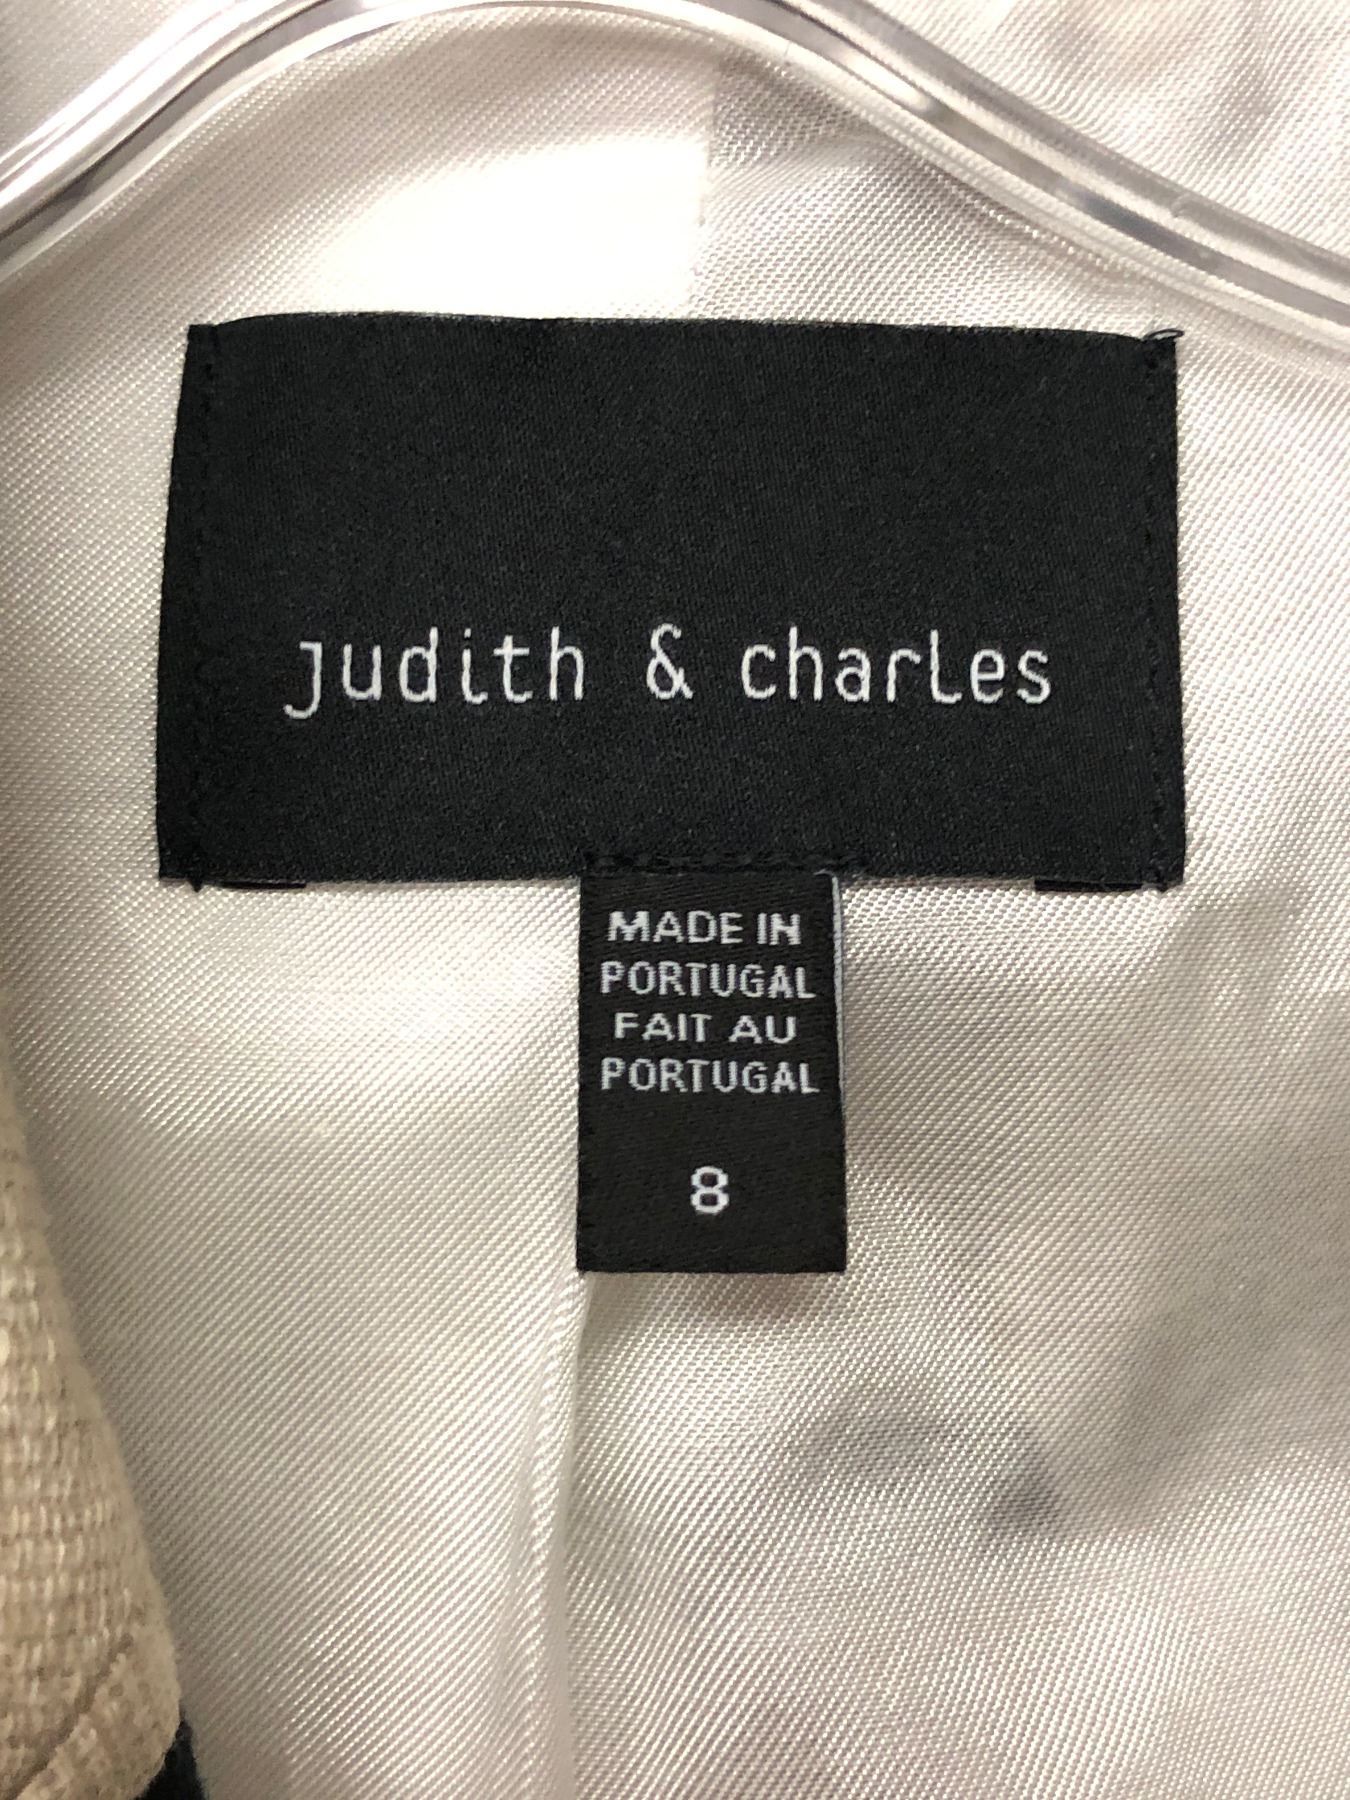 judith & charles
MADE IN
PORTUGAL
FAIT AU
PORTUGAL
8